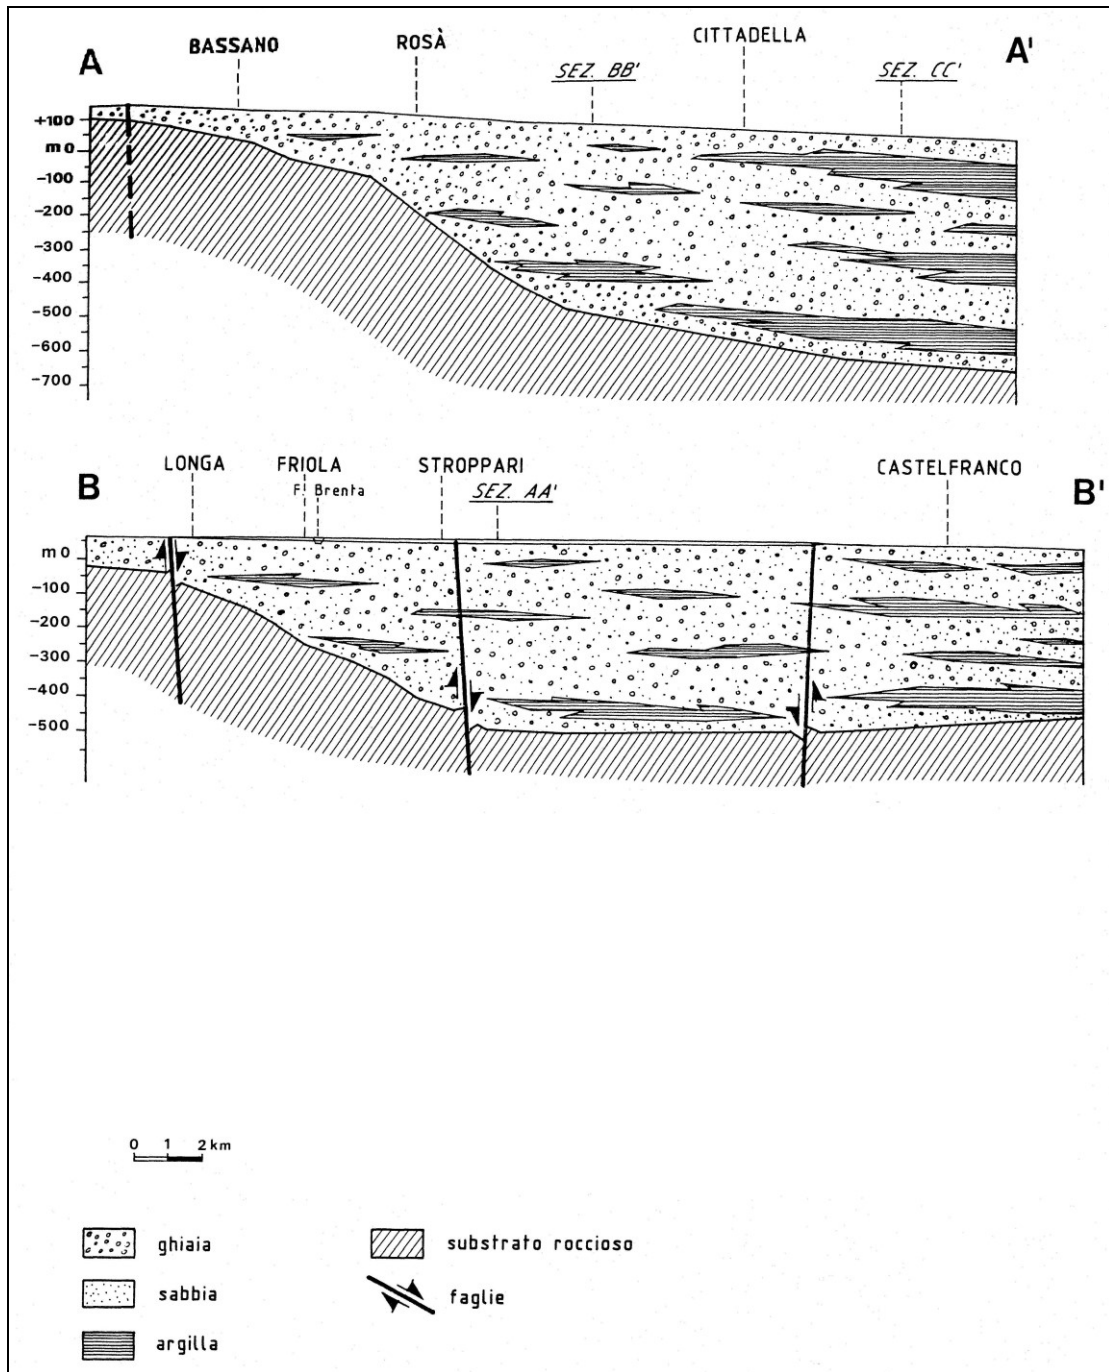 A
BASSANO
ROSÀ
SEZ. BB'
CITTADELLA
SEZ. CC'
A'
+100
m 0
-100
-200
-300
-400
-500
-600
-700
B
LONGA
FRIOLA
F. Brenta
STROPPARI
SEZ. AA'
CASTELFRANCO
B'
m 0
-100
-200
-300
-400
-500
0 1 2 km
ghiaia
substrato roccioso
sabbia
faglie
argilla